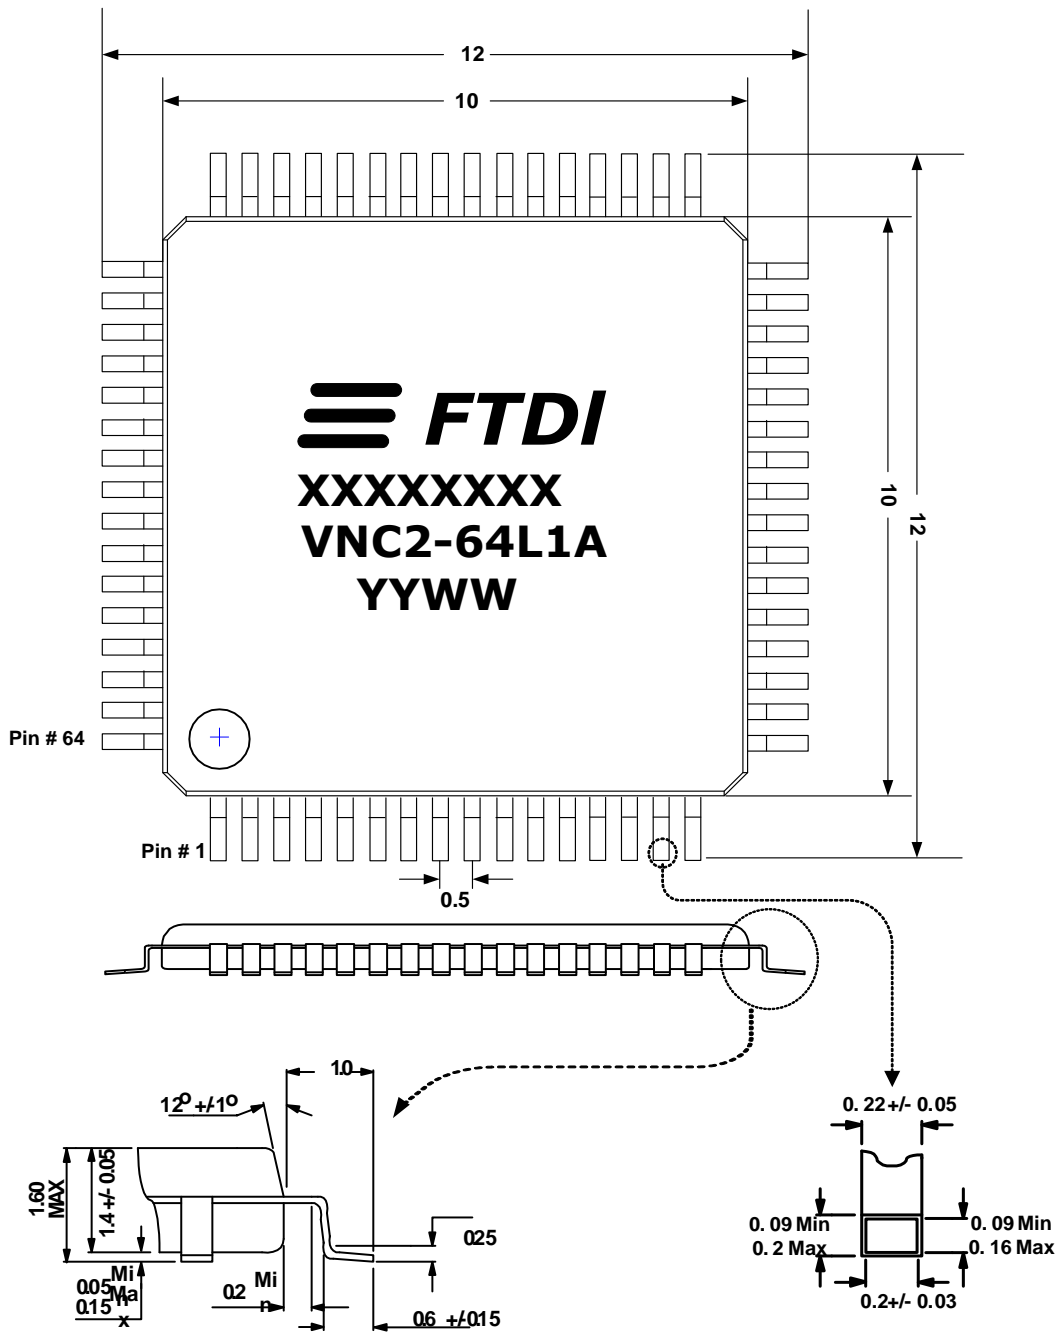 12
10
FTDI
XXXXXXXX
VNC2-64L1A
YYWW
10
12
Pin # 64
Pin # 1
0.5
1.0
12º +/-1º
1.60
MAX
1.4 +/- 0.05
0.05 Min
0.15 Max
0.2 Min
0.25
0.6 +/-0.15
0. 22 +/- 0.05
0. 09 Min
0. 2 Max
0. 09 Min
0. 16 Max
0.2+/- 0.03